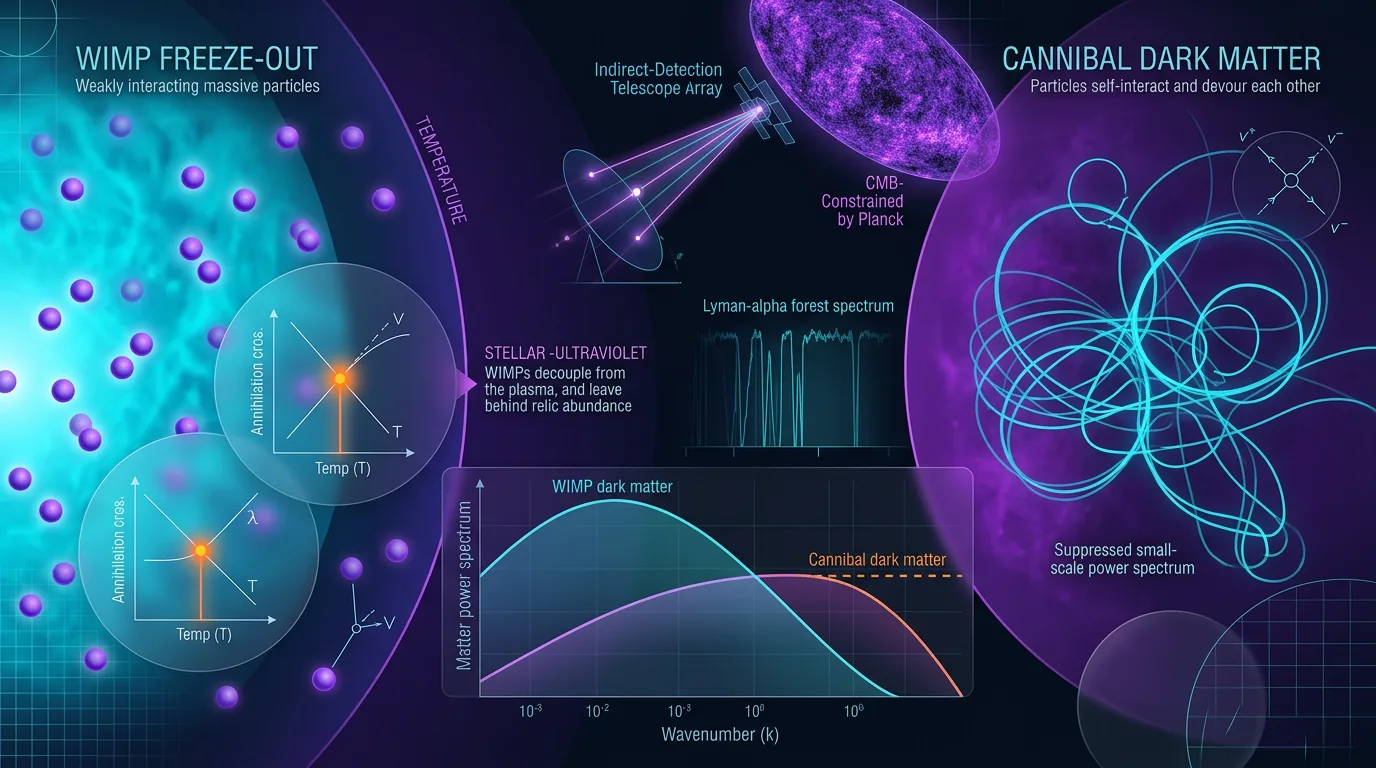 WIMP FREEZE-OUT
Weakly interacting massive particles
TEMPERATURE
Indirect-Detection
Telescope Array
CMB-
Constrained
by Planck
CANNIBAL DARK MATTER
Particles self-interact and devour each other
V⁻
V⁻
Annihilation cros.
V
T
Temp (T)
STELLAR -ULTRAVIOLET
WIMPs decouple from
the plasma, and leave
behind relic abundance
Lyman-alpha forest spectrum
Annihilation cros.
λ
T
Temp (T)
V
Matter power spectrum
WIMP dark matter
Cannibal dark matter
10⁻³
10⁻²
10⁻³
10⁰
Wavenumber (k)
Suppressed small-
scale power spectrum